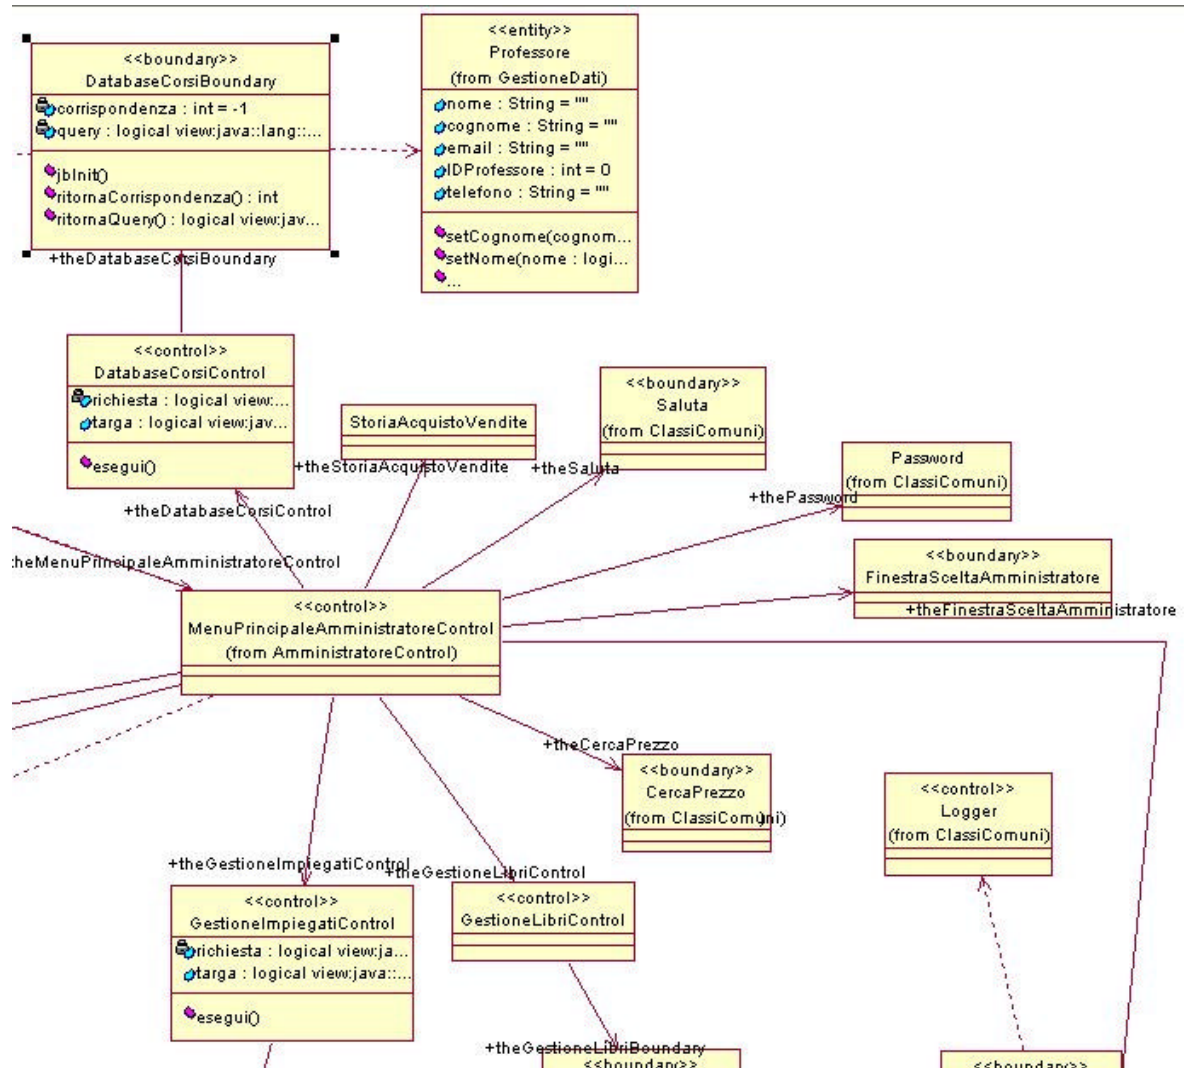 <<boundary>>
DatabaseCorsiBoundary
corrispondenza : int = -1
query : logical view:java::lang::...
jbInit()
ritornaCorrispondenza() : int
ritornaQuery() : logical view:jav...
+theDatabaseCorsiBoundary
<<entity>>
Professore
(from GestioneDati)
nome : String = ""
cognome : String = ""
email : String = ""
IDProfessore : int = 0
telefono : String = ""
setCognome(cognom...
setNome(nome : logi...
...
<<control>>
DatabaseCorsiControl
richiesta : logical view:...
targa : logical view:jav...
esegui()
+theDatabaseCorsiControl
StoriaAcquistoVendite
+theStoriaAcquistoVendite
<<boundary>>
Saluta
(from ClassiComuni)
+theSaluta
Password
(from ClassiComuni)
+thePassword
<<boundary>>
FinestraSceltaAmministratore
+theFinestraSceltaAmministratore
theMenuPrincipaleAmministratoreControl
<<control>>
MenuPrincipaleAmministratoreControl
(from AmministratoreControl)
+theCercaPrezzo
<<boundary>>
CercaPrezzo
(from ClassiComuni)
<<control>>
Logger
(from ClassiComuni)
+theGestioneImpiegatiControl
<<control>>
GestioneImpiegatiControl
richiesta : logical view:ja...
targa : logical view:java::...
esegui()
+theGestioneLibriControl
<<control>>
GestioneLibriControl
+theGestioneLibriBoundary
<<boundary>>
<<boundary>>